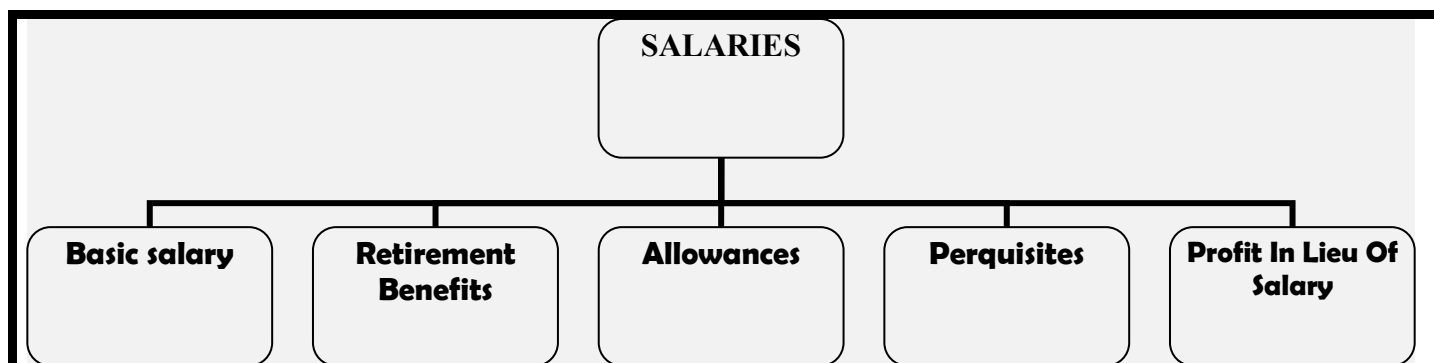 SALARIES
Basic salary
Retirement
Benefits
Allowances
Perquisites
Profit In Lieu Of
Salary